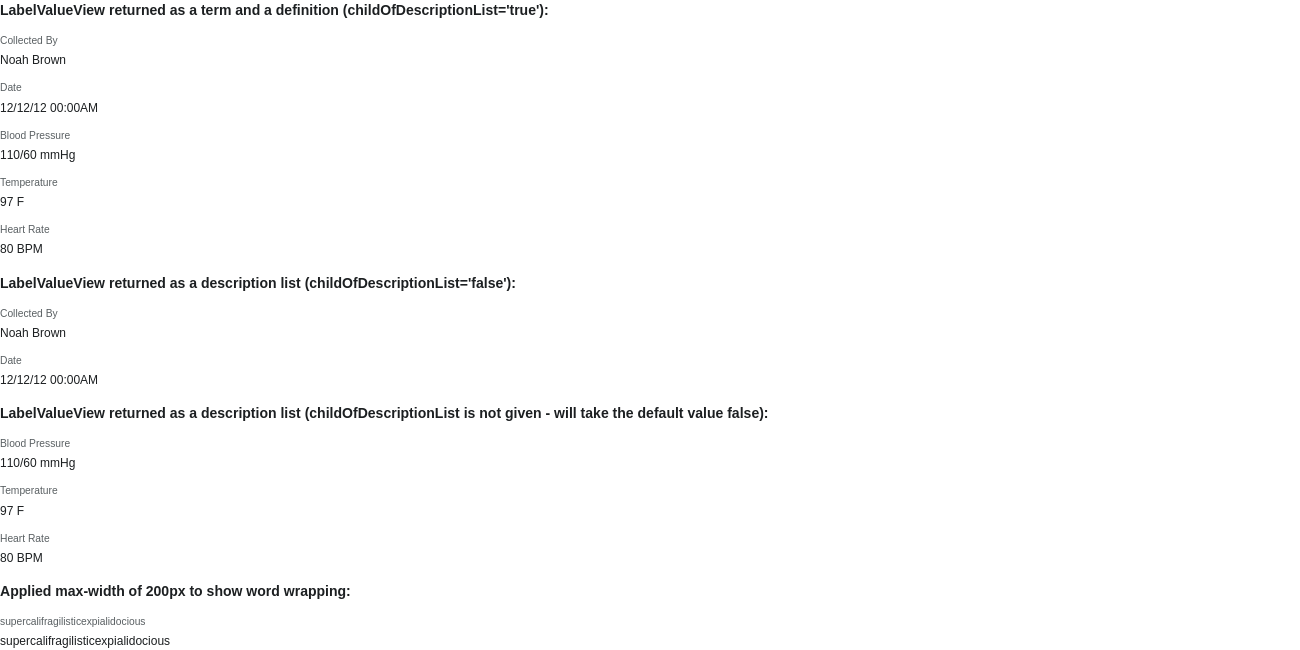 LabelValueView returned as a term and a definition (childOfDescriptionList='true'):
Collected By
Noah Brown
Date
12/12/12 00:00AM
Blood Pressure
110/60 mmHg
Temperature
97 F
Heart Rate
80 BPM
LabelValueView returned as a description list (childOfDescriptionList='false'):
Collected By
Noah Brown
Date
12/12/12 00:00AM
LabelValueView returned as a description list (childOfDescriptionList is not given - will take the default value false):
Blood Pressure
110/60 mmHg
Temperature
97 F
Heart Rate
80 BPM
Applied max-width of 200px to show word wrapping:
supercalifragilisticexpialidocious
supercalifragilisticexpialidocious